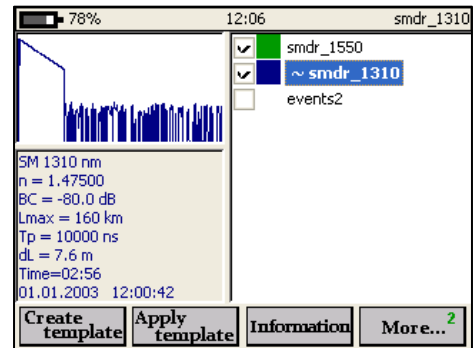 78% 12:06 smdr_1310
smdr_1550
~ smdr_1310
events2
SM 1310 nm
n = 1.47500
BC = -80.0 dB
Lmax = 160 km
Tp = 10000 ns
dL = 7.6 m
Time=02:56
01.01.2003 12:00:42
Create template
Apply template
Information
More...2